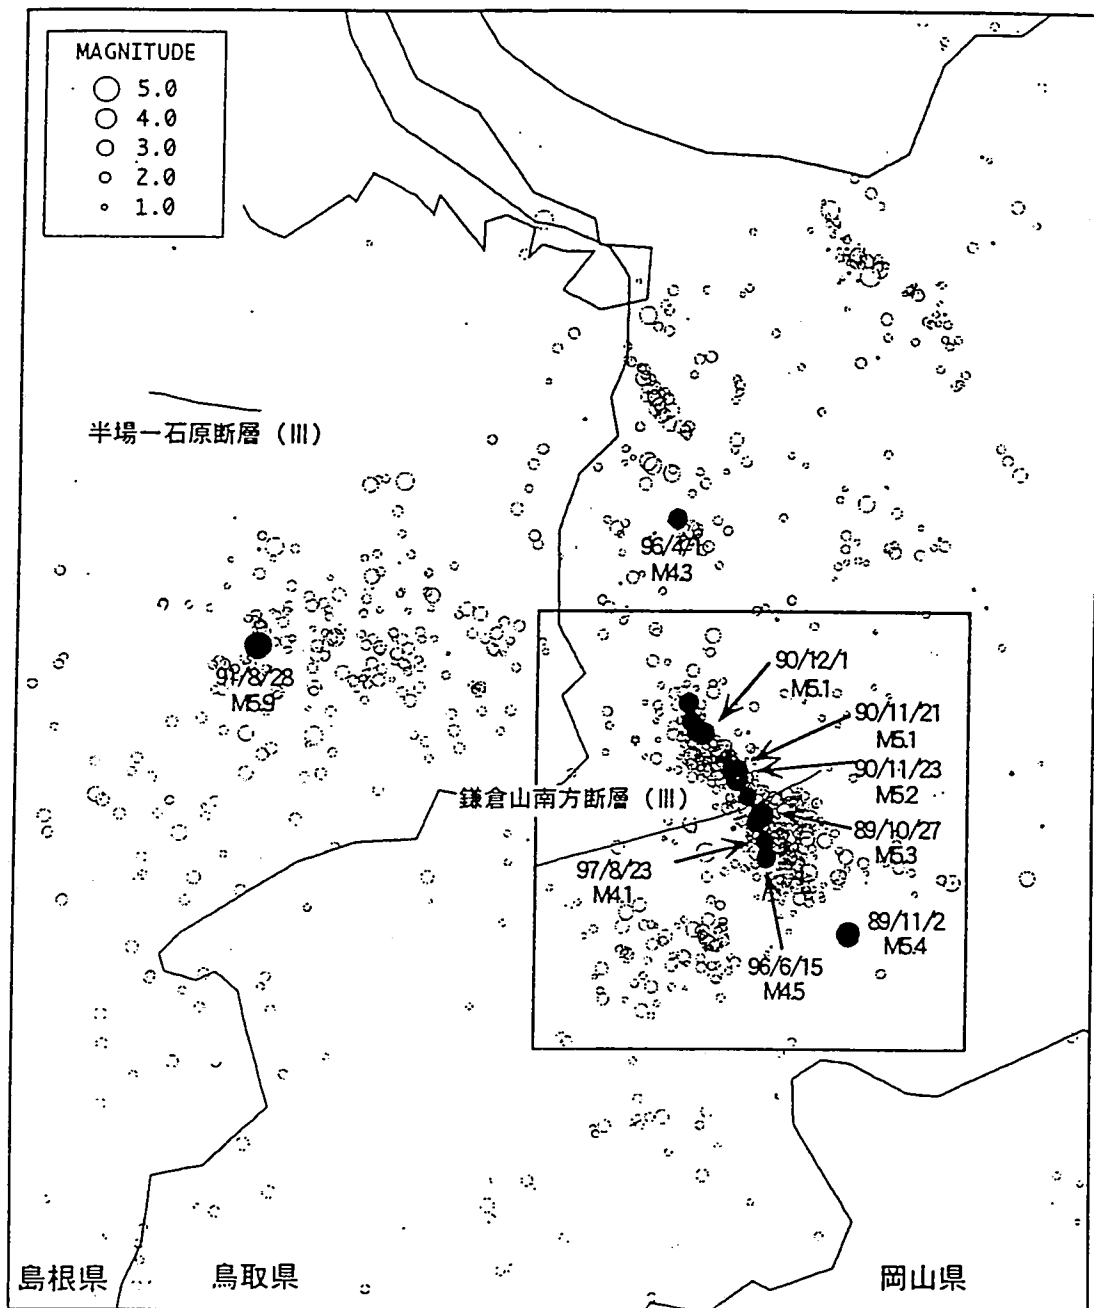 MAGNITUDE
5.0
4.0
3.0
2.0
1.0
半場一石原断層 (III)
96/4/1
M4.3
91/8/28
M5.9
90/12/1
M5.1
90/11/21
M5.1
90/11/23
M5.2
鎌倉山南方断層 (III)
89/10/27
M5.3
97/8/23
M4.1
89/11/2
M5.4
96/6/15
M4.5
島根県
鳥取県
岡山県